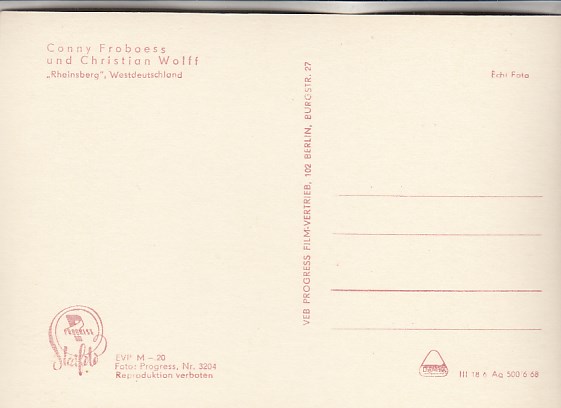 Conny Froboess
und Christian Wolff
„Rheinsberg", Westdeutschland
Echt Foto
VEB PROGRESS FILM-VERTRIEB, 102 BERLIN, BURGSTR. 27
PROGRESS
Starfoto
EVP M –.20
Foto: Progress, Nr. 3204
Reproduktion verboten
III 18 6 Ag 500/6/68